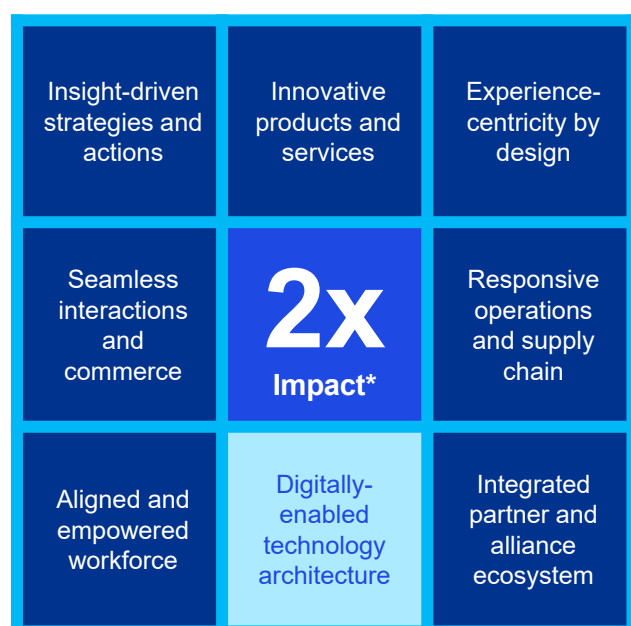 Insight-driven
strategies and
actions
Innovative
products and
services
Experience-
centricity by
design
Seamless
interactions
and
commerce
2x
Impact*
Responsive
operations
and supply
chain
Aligned and
empowered
workforce
Digitally-
enabled
technology
architecture
Integrated
partner and
alliance
ecosystem